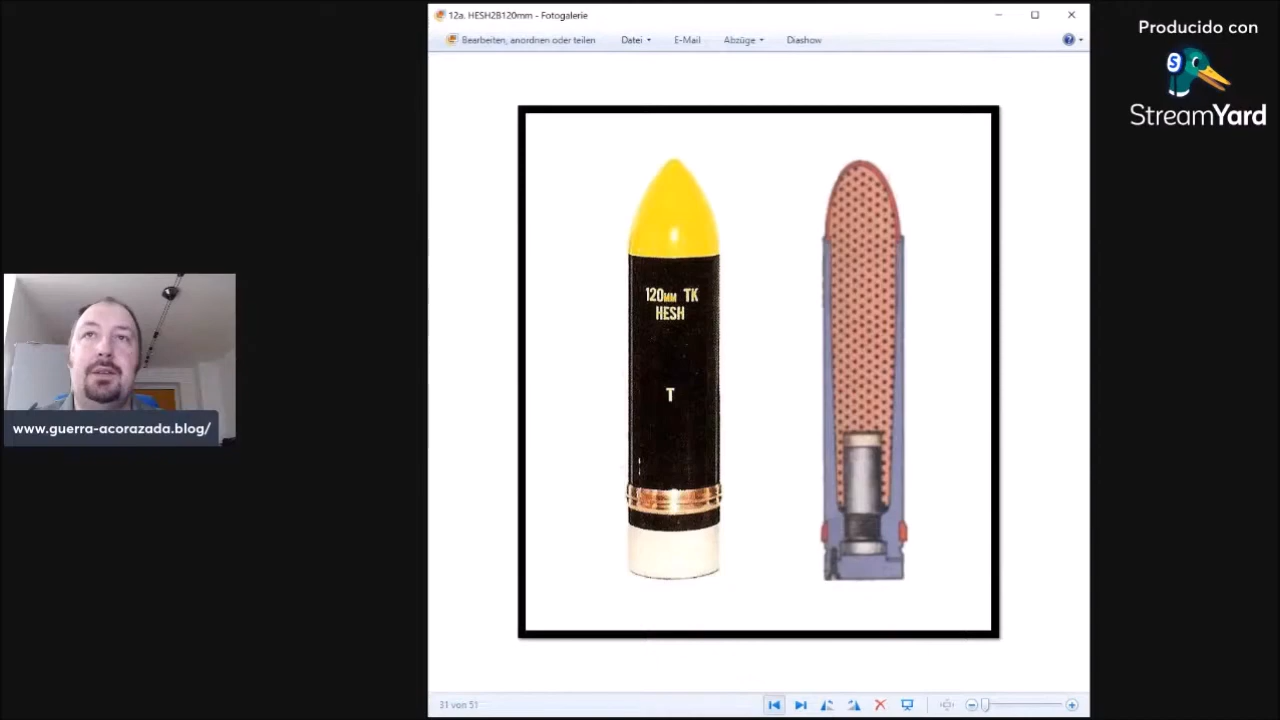 12a. HESH2B120mm - Fotogalerie
Bearbeiten, anordnen oder teilen Datei E-Mail Abzüge Diashow
Producido con
S
StreamYard
120MM TK
HESH
T
www.guerra-acorazada.blog/
31 von 51